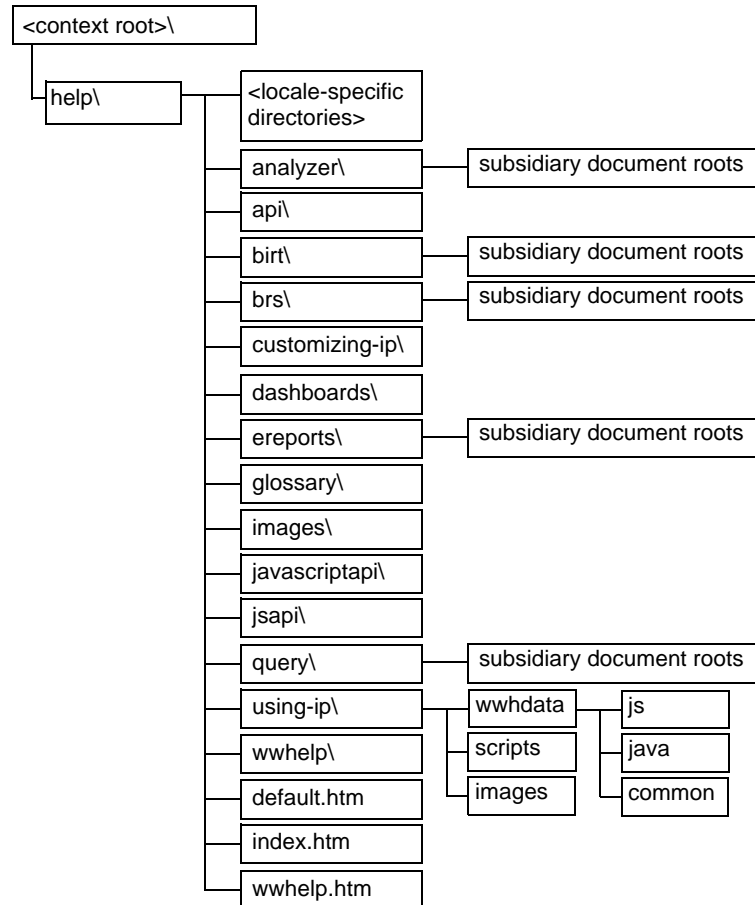 <context root>\
help\
<locale-specific
directories>
analyzer\
subsidiary document roots
api\
birt\
subsidiary document roots
brs\
subsidiary document roots
customizing-ip\
dashboards\
ereports\
subsidiary document roots
glossary\
images\
javascriptapi\
jsapi\
query\
subsidiary document roots
using-ip\
wwhdata
js
wwhelp\
scripts
java
default.htm
images
common
index.htm
wwhelp.htm